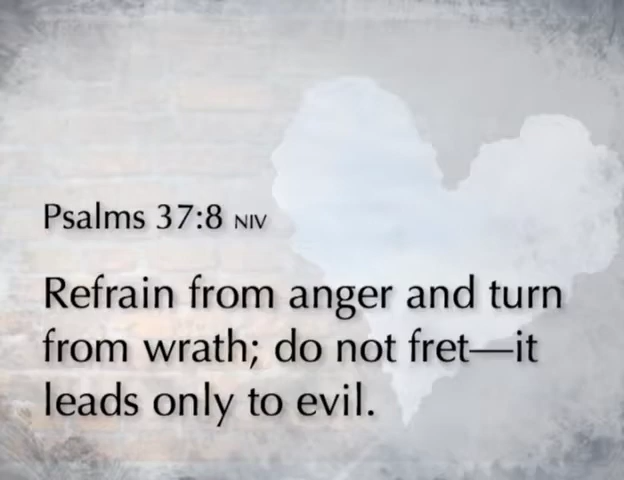 Psalms 37:8 NIV
Refrain from anger and turn
from wrath; do not fret—it
leads only to evil.